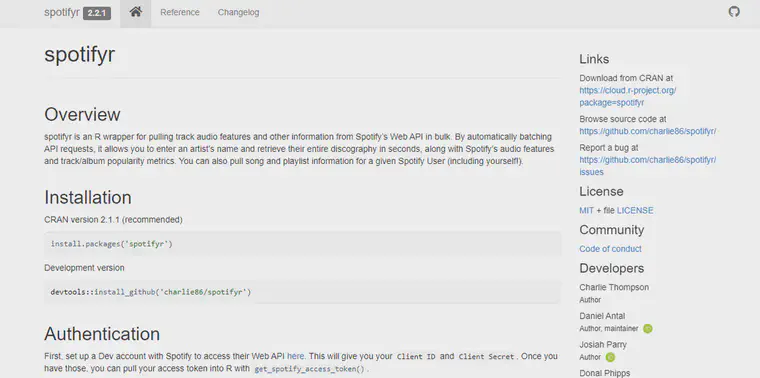 spotifyr 2.2.1 Reference Changelog
spotifyr
Overview
spotifyr is an R wrapper for pulling track audio features and other information from Spotify's Web API in bulk. By automatically batching
API requests, it allows you to enter an artist's name and retrieve their entire discography in seconds, along with Spotify's audio features
and track/album popularity metrics. You can also pull song and playlist information for a given Spotify User (including yourself!).
Installation
CRAN version 2.1.1 (recommended)
install.packages('spotifyr')
Development version
devtools::install_github('charlie86/spotifyr')
Authentication
First, set up a Dev account with Spotify to access their Web API here. This will give you your Client ID and Client Secret. Once you
have those, you can pull your access token into R with get_spotify_access_token().
Links
Download from CRAN at
https://cloud.r-project.org/
package=spotifyr
Browse source code at
https://github.com/charlie86/spotifyr/
Report a bug at
https://github.com/charlie86/spotifyr/
issues
License
MIT + file LICENSE
Community
Code of conduct
Developers
Charlie Thompson
Author
Daniel Antal
Author, maintainer
Josiah Parry
Author
Donal Phipps